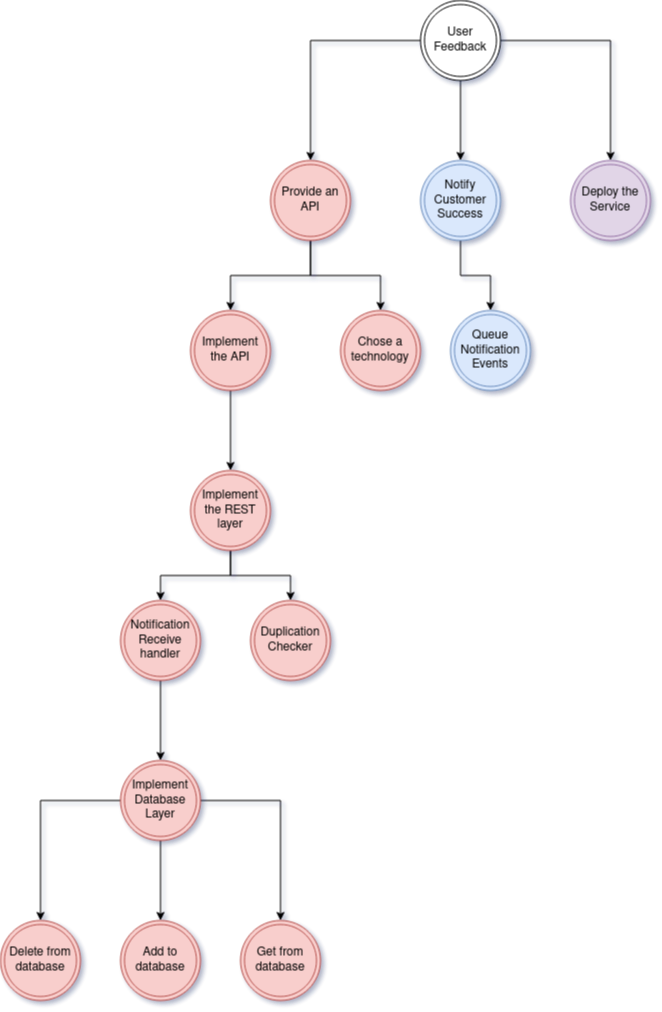 User
Feedback
Provide an
API
Notify
Customer
Success
Deploy the
Service
Implement
the API
Chose a
technology
Queue
Notification
Events
Implement
the REST
layer
Notification
Receive
handler
Duplication
Checker
Implement
Database
Layer
Delete from
database
Add to
database
Get from
database